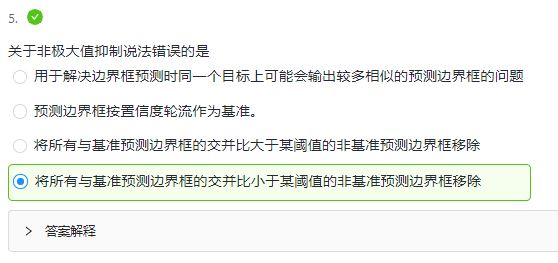 5.
关于非极大值抑制说法错误的是
用于解决边界框预测时同一个目标上可能会输出较多相似的预测边界框的问题
预测边界框按置信度轮流作为基准。
将所有与基准预测边界框的交并比大于某阈值的非基准预测边界框移除
将所有与基准预测边界框的交并比小于某阈值的非基准预测边界框移除
答案解释